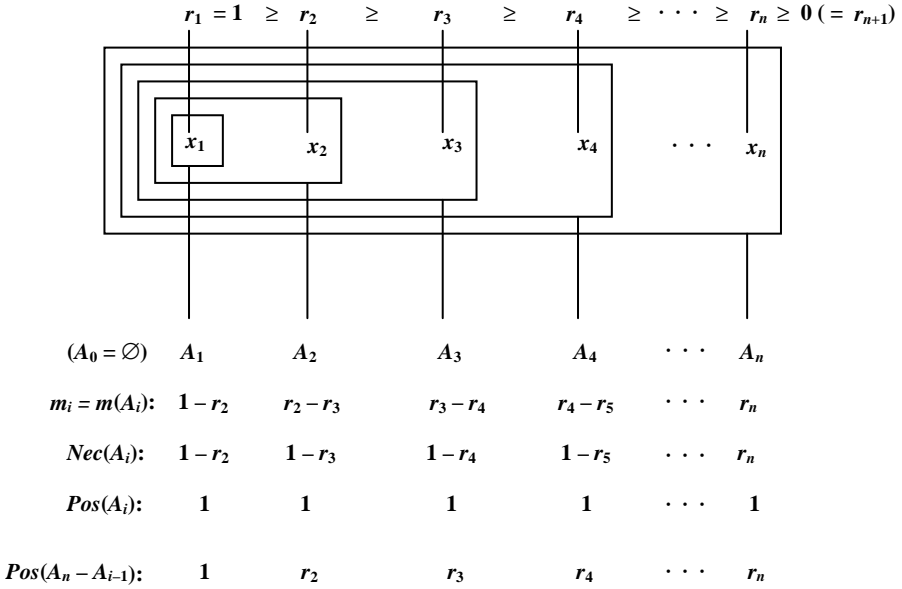 r₁ = 1 ≥ r₂ ≥ r₃ ≥ r₄ ≥ · · · ≥ rₙ ≥ 0 ( = rₙ₊₁)
x₁ x₂ x₃ x₄ · · · xₙ
(A₀ = ∅) A₁ A₂ A₃ A₄ · · · Aₙ
mᵢ = m(Aᵢ): 1 – r₂ r₂ – r₃ r₃ – r₄ r₄ – r₅ · · · rₙ
Nec(Aᵢ): 1 – r₂ 1 – r₃ 1 – r₄ 1 – r₅ · · · rₙ
Pos(Aᵢ): 1 1 1 1 · · · 1
Pos(Aₙ – Aᵢ₋₁): 1 r₂ r₃ r₄ · · · rₙ